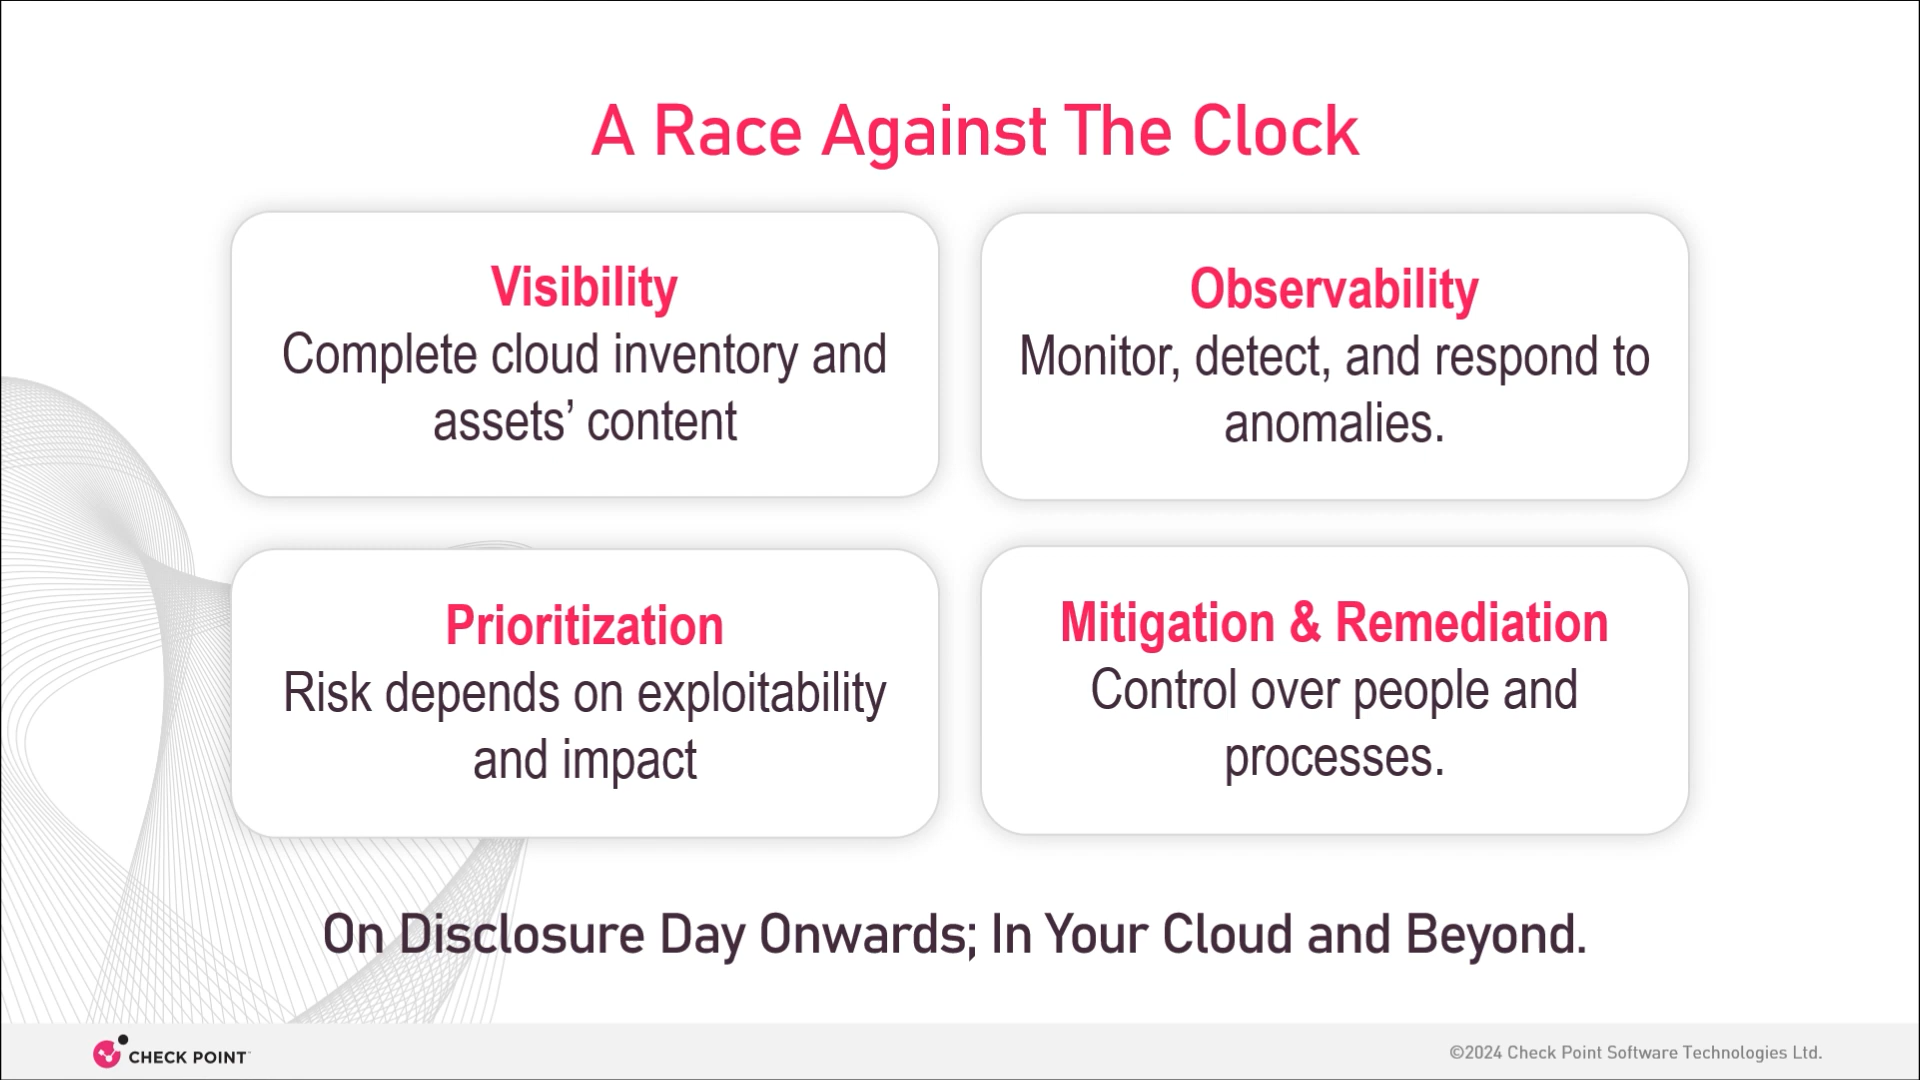 A Race Against The Clock
Visibility
Complete cloud inventory and
assets’ content
Observability
Monitor, detect, and respond to
anomalies.
Prioritization
Risk depends on exploitability
and impact
Mitigation & Remediation
Control over people and
processes.
On Disclosure Day Onwards; In Your Cloud and Beyond.
CHECK POINT
©2024 Check Point Software Technologies Ltd.